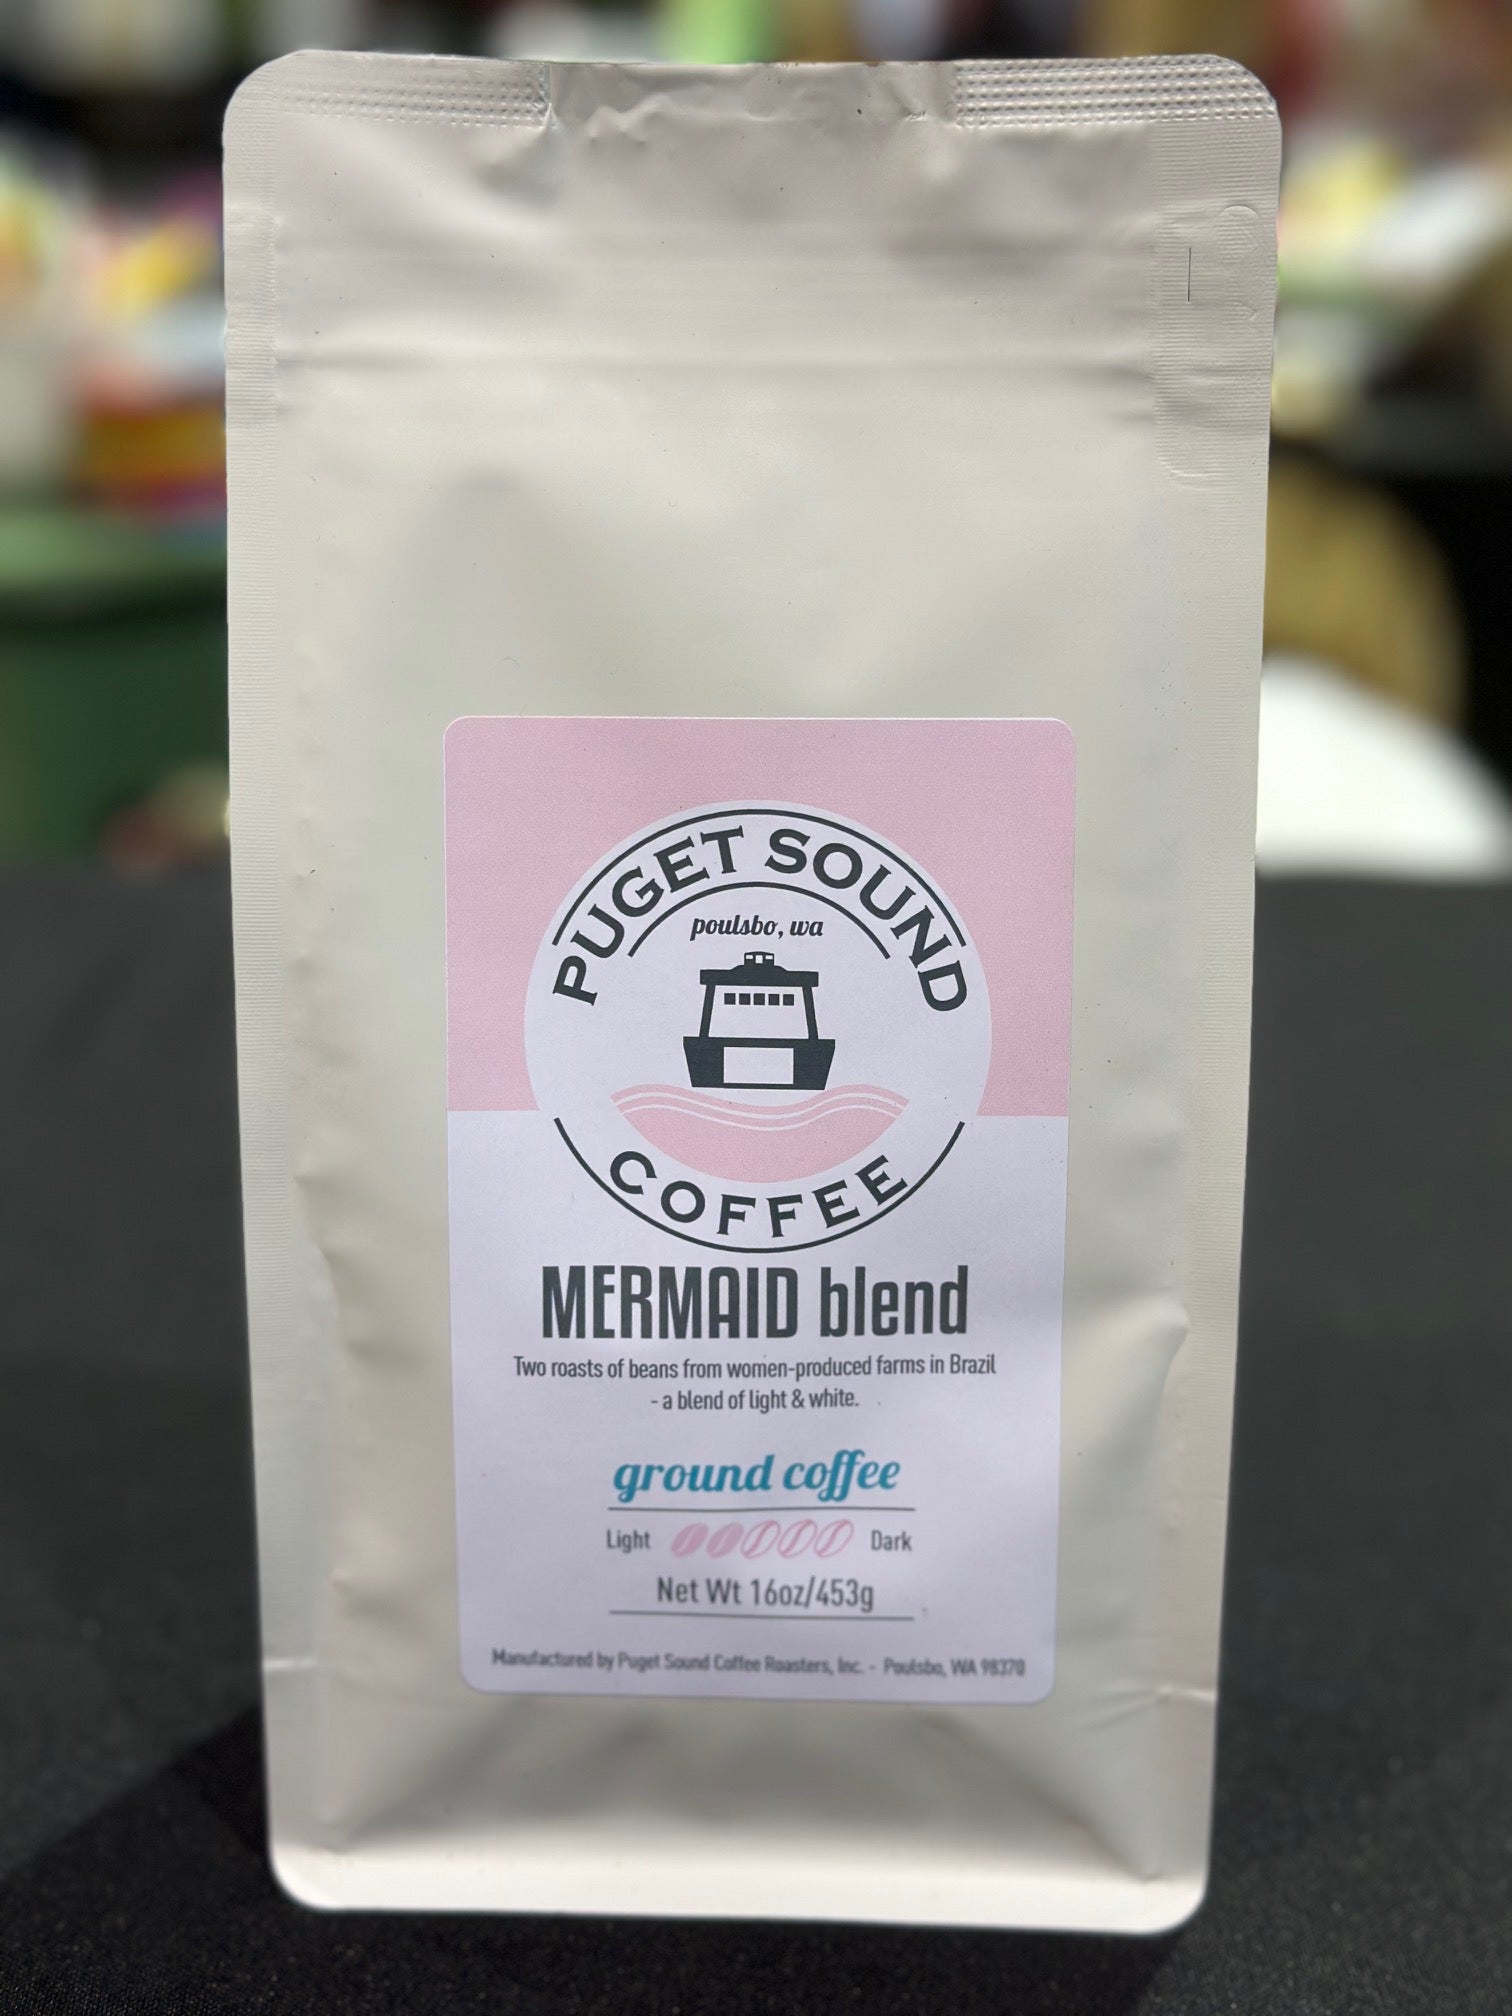 PUGET SOUND
poulsbo, wa
COFFEE
MERMAID blend
Two roasts of beans from women-produced farms in Brazil
- a blend of light & white.
ground coffee
Light Dark
Net Wt 16oz/453g
Manufactured by Puget Sound Coffee Roasters, Inc. - Poulsbo, WA 98370